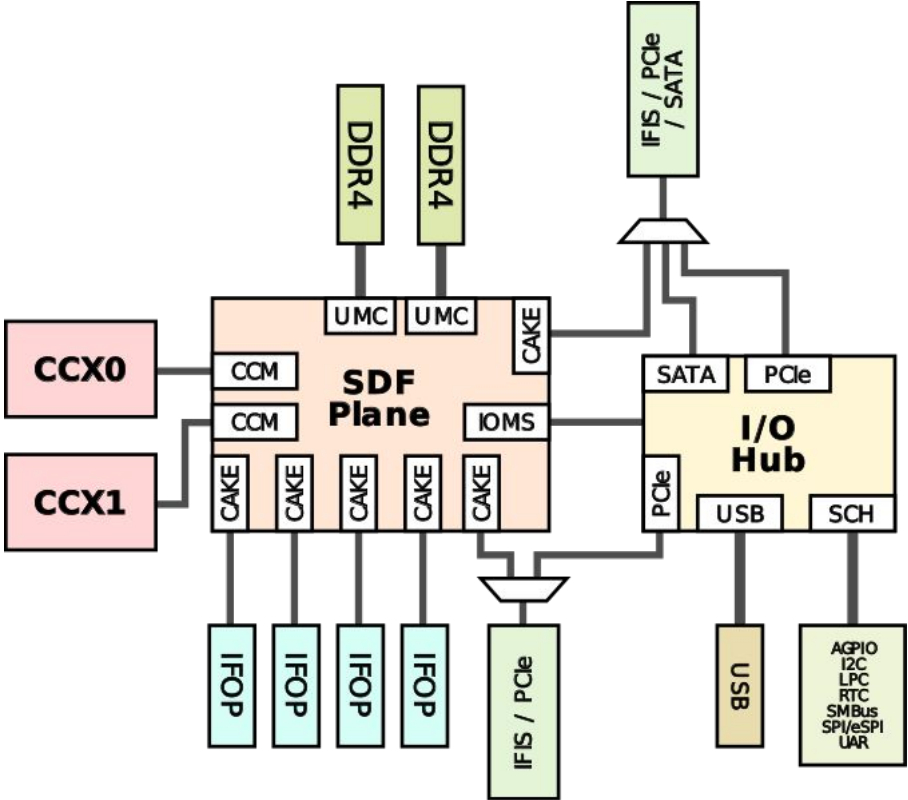 IFIS / PCIe
/ SATA
DDR4
DDR4
UMC
UMC
CAKE
CCX0
CCM
SDF
Plane
SATA
PCIe
CCM
IOMS
I/O
Hub
CCX1
CAKE
CAKE
CAKE
CAKE
CAKE
PCIe
USB
SCH
IFOP
IFOP
IFOP
IFOP
IFIS / PCIe
USB
AGPIO
I2C
LPC
RTC
SMBus
SPI/eSPI
UAR